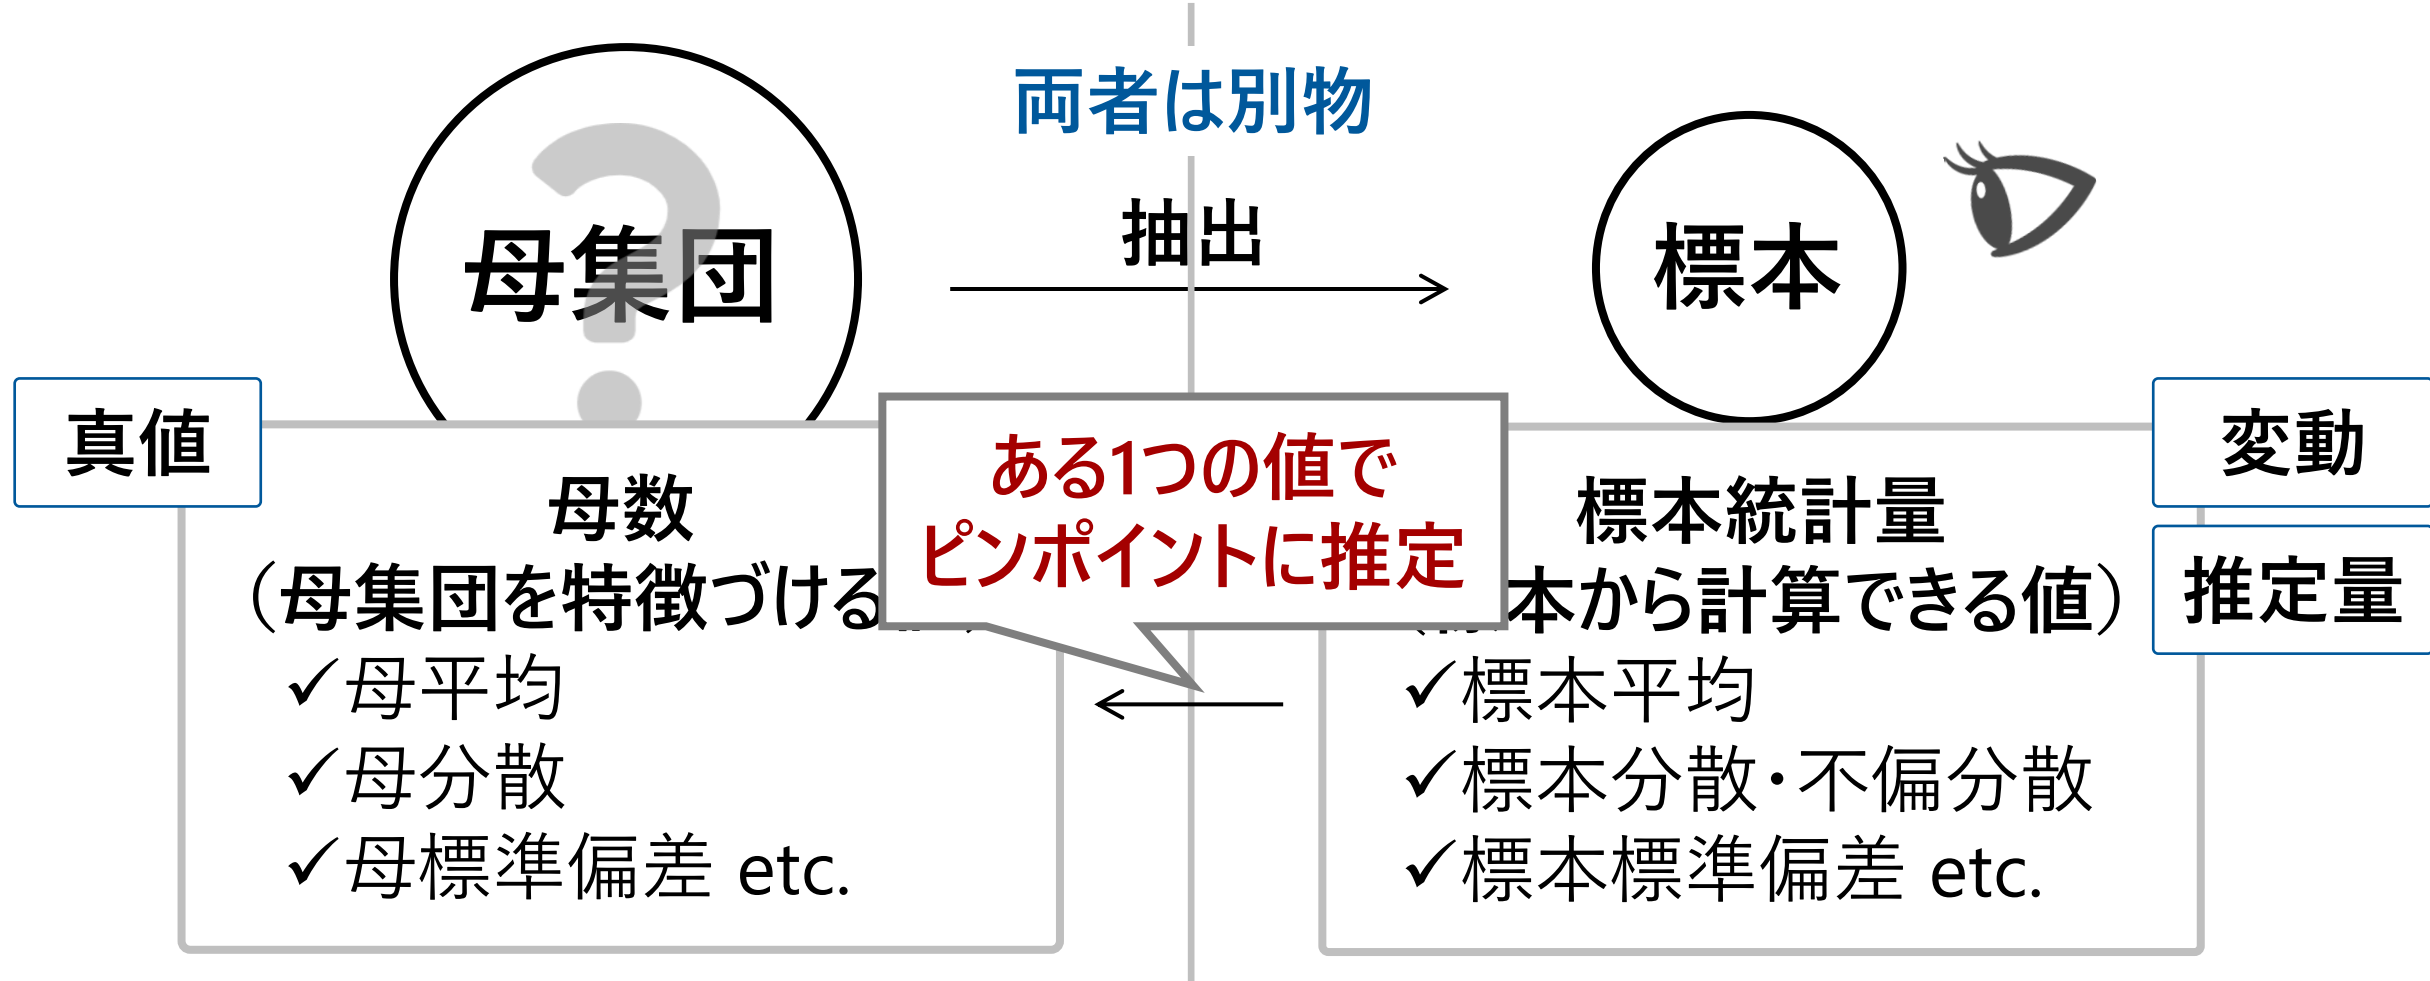 両者は別物
母集団
抽出
標本
真値
母数
(母集団を特徴づける
✓母平均
✓母分散
✓母標準偏差 etc.
ある1つの値で
ピンポイントに推定
変動
推定量
標本統計量
本から計算できる値)
✓標本平均
✓標本分散・不偏分散
✓標本標準偏差 etc.